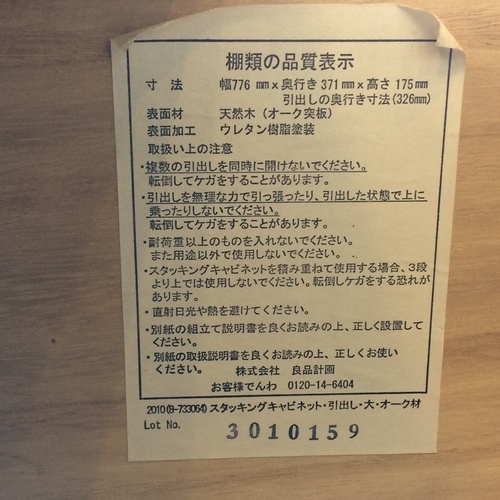 棚類の品質表示
寸法 幅776mm×奥行き371mm×高さ175mm
引出しの奥行き寸法(326mm)
表面材 天然木(オーク突板)
表面加工 ウレタン樹脂塗装
取扱い上の注意
・複数の引出しを同時に開けないでください。
転倒してケガをすることがあります。
・引出しを無理な力で引っ張ったり、引出した状態で上に
乗ったりしないでください。
転倒してケガをすることがあります。
・耐荷重以上のものを入れないでください。
また用途以外で使用しないでください。
・スタッキングキャビネットを積み重ねて使用する場合、3段
より上では使用しないでください。転倒しケガをする恐れが
あります。
・直射日光や熱を避けてください。
・別紙の組立て説明書を良くお読みの上、正しく設置して
ください。
・別紙の取扱説明書を良くお読みの上、正しくお使い
ください。 株式会社 良品計画
お客様でんわ 0120-14-6404
2010(B-733064) スタッキングキャビネット・引出し・大・オーク材
Lot No. 3010159